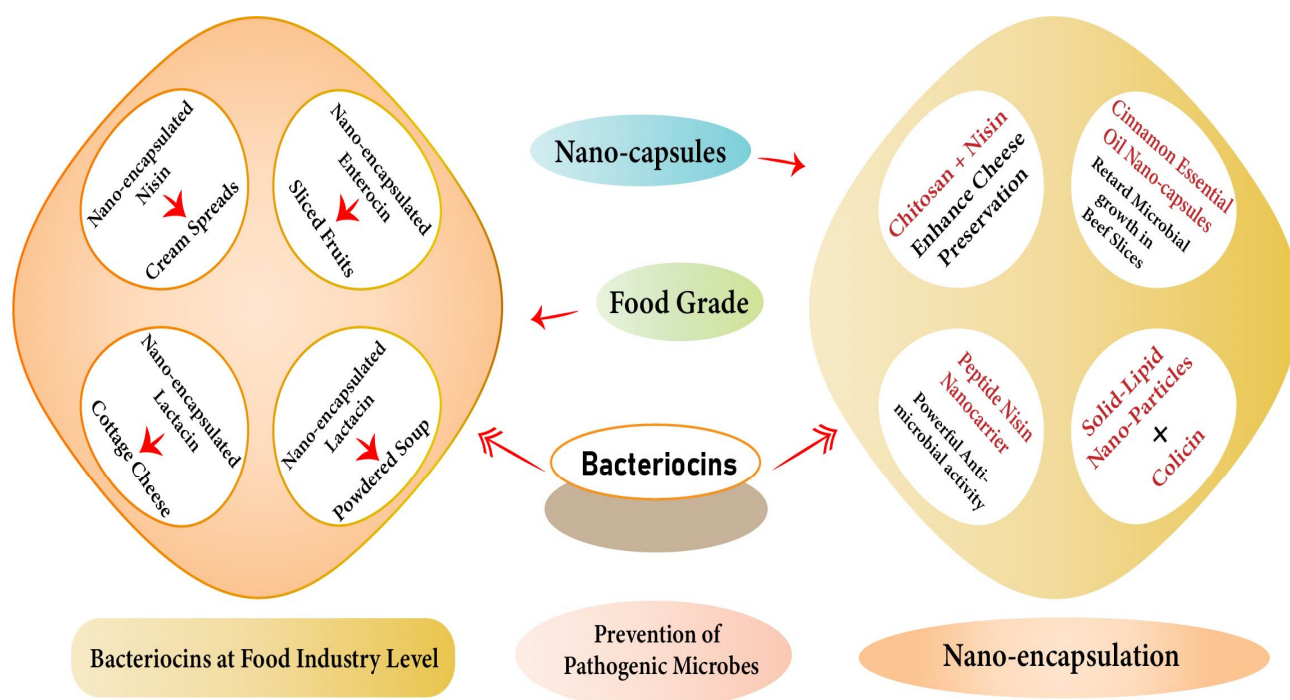 Nano-encapsulated
Nisin
Cream Spreads
Nano-encapsulated
Enterocin
Sliced Fruits
Nano-encapsulated
Lactacin
Cottage Cheese
Nano-encapsulated
Lactacin
Powdered Soup
Bacteriocins at Food Industry Level
Nano-capsules
Food Grade
Bacteriocins
Prevention of
Pathogenic Microbes
Chitosan + Nisin
Enhance Cheese
Preservation
Cinnamon Essential
Oil Nano-capsules
Retard Microbial
growth in
Beef Slices
Peptide Nisin
Nanocarrier
Powerful Anti-
microbial activity
Solid-Lipid
Nano-Particles
+
Colicin
Nano-encapsulation